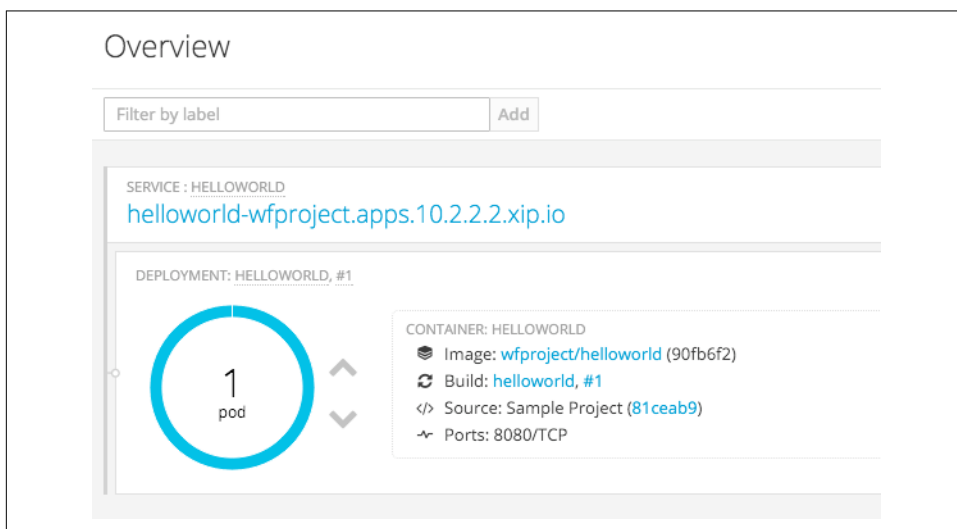 Overview
Filter by label Add
SERVICE : HELLOWORLD
helloworld-wfproject.apps.10.2.2.2.xip.io
DEPLOYMENT: HELLOWORLD, #1
1
pod
CONTAINER: HELLOWORLD
Image: wfproject/helloworld (90fb6f2)
Build: helloworld, #1
</> Source: Sample Project (81ceab9)
Ports: 8080/TCP